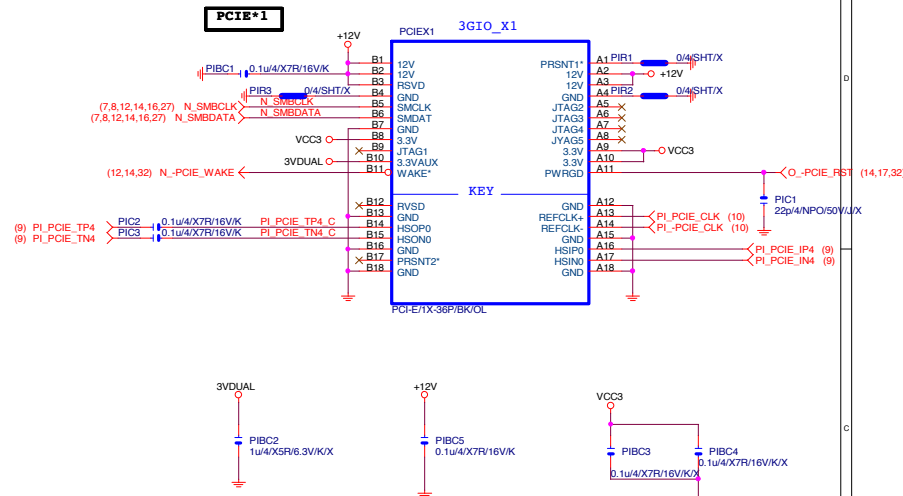 PCIE*1
3GIO_X1
PCIEX1
+12V
PIBC1 0.1u/4/X7R/16V/K
PIR3 0/4/SHT/X
(7,8,12,14,16,27) N_SMBCLK N_SMBCLK
(7,8,12,14,16,27) N_SMBDATA N_SMBDATA
VCC3
3VDUAL
(12,14,32) N_-PCIE_WAKE
(9) PI_PCIE_TP4 PIC2 0.1u/4/X7R/16V/K PI_PCIE_TP4_C
(9) PI_PCIE_TN4 PIC3 0.1u/4/X7R/16V/K PI_PCIE_TN4_C
B1 12V
B2 12V
B3 RSVD
B4 GND
B5 SMCLK
B6 SMDAT
B7 GND
B8 3.3V
B9 JTAG1
B10 3.3VAUX
B11 WAKE*
KEY
B12 RVSD
B13 GND
B14 HSOP0
B15 HSON0
B16 GND
B17 PRSNT2*
B18 GND
PRSNT1* A1 PIR1 0/4/SHT/X
12V A2 +12V
12V A3
GND A4 PIR2 0/4/SHT/X
JTAG2 A5
JTAG3 A6
JTAG4 A7
JYAG5 A8
3.3V A9 VCC3
3.3V A10
PWRGD A11 O_-PCIE_RST (14,17,32)
PIC1
22p/4/NPO/50V/J/X
GND A12
REFCLK+ A13 PI_PCIE_CLK (10)
REFCLK- A14 PI_-PCIE_CLK (10)
GND A15
HSIP0 A16 PI_PCIE_IP4 (9)
HSIN0 A17 PI_PCIE_IN4 (9)
GND A18
PCI-E/1X-36P/BK/OL
D
C
3VDUAL
PIBC2
1u/4/X5R/6.3V/K/X
+12V
PIBC5
0.1u/4/X7R/16V/K
VCC3
PIBC3
0.1u/4/X7R/16V/K/X
PIBC4
0.1u/4/X7R/16V/K/X